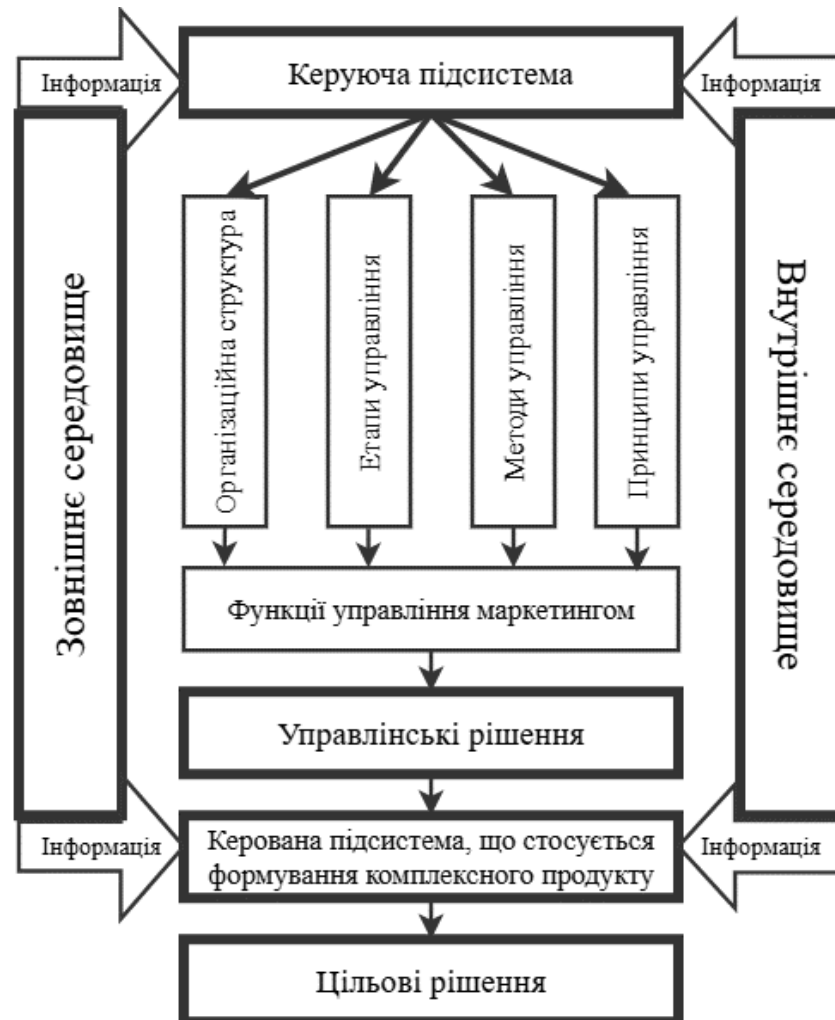 Керуюча підсистема
Інформація
Інформація
Зовнішнє середовище
Внутрішнє середовище
Організаційна структура
Етапи управління
Методи управління
Принципи управління
Функції управління маркетингом
Управлінські рішення
Інформація
Керована підсистема, що стосується
формування комплексного продукту
Інформація
Цільові рішення